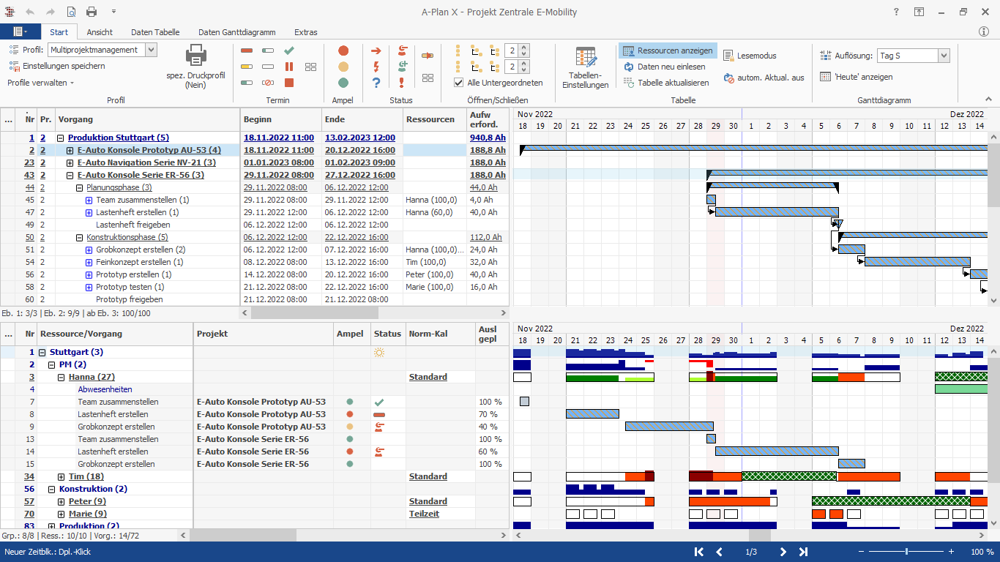 A-Plan X - Projekt Zentrale E-Mobility
Start Ansicht Daten Tabelle Daten Ganttdiagramm Extras
Profil: Multiprojektmanagement
Einstellungen speichern
Profile verwalten
spez. Druckprofil
(Nein)
Profil
Termin
Ampel
Status
2
2
Alle Untergeordneten
Öffnen/Schließen
Tabellen-
Einstellungen
Ressourcen anzeigen
Daten neu einlesen
Tabelle aktualisieren
Lesemodus
autom. Aktual. aus
Tabelle
Auflösung: Tag S
'Heute' anzeigen
Ganttdiagramm
... Nr Pr. Vorgang Beginn Ende Ressourcen Aufw erford.
Nov 2022 Dez 2022
18 19 20 21 22 23 24 25 26 27 28 29 30 1 2 3 4 5 6 7 8 9 10 11 12 13 14
1 2 Produktion Stuttgart (5) 18.11.2022 11:00 13.02.2023 12:00 940,8 Ah
2 2 E-Auto Konsole Prototyp AU-53 (4) 18.11.2022 11:00 20.12.2022 16:00 188,8 Ah
23 2 E-Auto Navigation Serie NV-21 (3) 01.01.2023 08:00 01.02.2023 09:00 188,0 Ah
43 2 E-Auto Konsole Serie ER-56 (3) 29.11.2022 08:00 27.12.2022 16:00 188,0 Ah
44 2 Planungsphase (3) 29.11.2022 08:00 06.12.2022 12:00 44,0 Ah
45 2 Team zusammenstellen (1) 29.11.2022 08:00 29.11.2022 12:00 Hanna (100,0) 4,0 Ah
47 2 Lastenheft erstellen (1) 29.11.2022 12:00 06.12.2022 12:00 Hanna (60,0) 40,0 Ah
49 2 Lastenheft freigeben 06.12.2022 12:00 06.12.2022 12:00
50 2 Konstruktionsphase (5) 06.12.2022 12:00 22.12.2022 16:00 112,0 Ah
51 2 Grobkonzept erstellen (2) 06.12.2022 12:00 07.12.2022 16:00 Hanna (100,0)... 24,0 Ah
54 2 Feinkonzept erstellen (1) 08.12.2022 08:00 13.12.2022 16:00 Tim (100,0) 32,0 Ah
56 2 Prototyp erstellen (1) 14.12.2022 08:00 20.12.2022 16:00 Peter (100,0) 40,0 Ah
58 2 Prototyp testen (1) 21.12.2022 08:00 22.12.2022 16:00 Marie (100,0) 16,0 Ah
60 2 Prototyp freigeben 21.12.2022 08:00 21.12.2022 08:00
Eb. 1: 3/3 | Eb. 2: 9/9 | ab Eb. 3: 100/100
... Nr Ressource/Vorgang Projekt Ampel Status Norm-Kal Ausl gepl
Nov 2022 Dez 2022
18 19 20 21 22 23 24 25 26 27 28 29 30 1 2 3 4 5 6 7 8 9 10 11 12 13 14
1 Stuttgart (3)
2 PM (2)
3 Hanna (27) Standard
4 Abwesenheiten
7 Team zusammenstellen E-Auto Konsole Prototyp AU-53 100 %
8 Lastenheft erstellen E-Auto Konsole Prototyp AU-53 70 %
9 Grobkonzept erstellen E-Auto Konsole Prototyp AU-53 40 %
13 Team zusammenstellen E-Auto Konsole Serie ER-56 100 %
14 Lastenheft erstellen E-Auto Konsole Serie ER-56 60 %
15 Grobkonzept erstellen E-Auto Konsole Serie ER-56 100 %
34 Tim (18) Standard
56 Konstruktion (2)
57 Peter (9) Standard
70 Marie (9) Teilzeit
83 Produktion (2)
Grp.: 8/8 | Ress.: 10/10 | Vorg.: 14/72
Neuer Zeitblk.: Dpl.-Klick 1/3 100 %